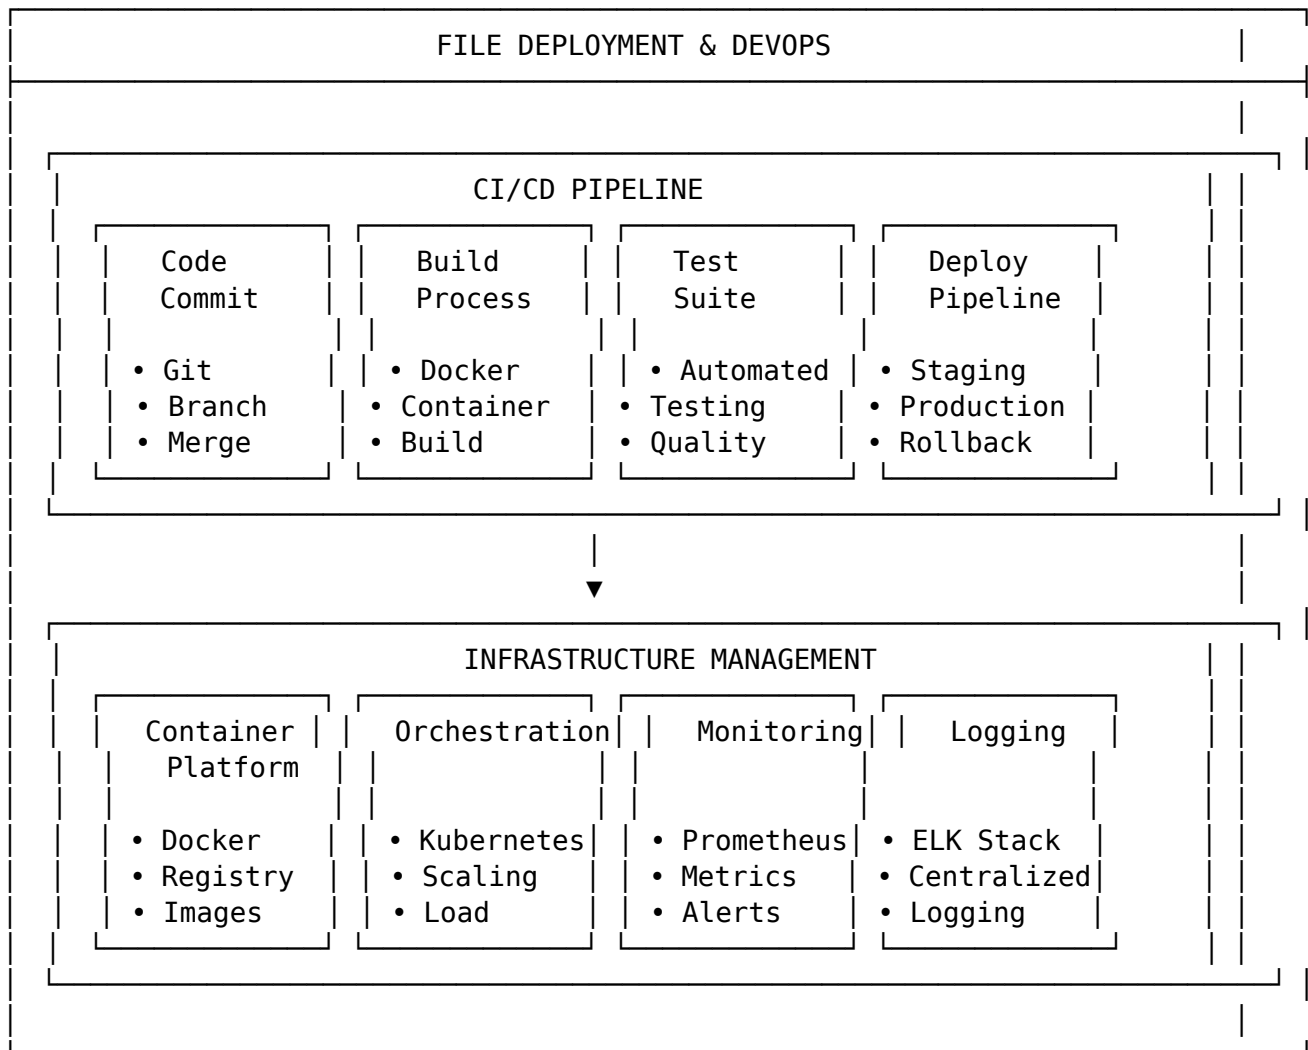 FILE DEPLOYMENT & DEVOPS
CI/CD PIPELINE
Code Build Test Deploy
Commit Process Suite Pipeline
• Git • Docker • Automated • Staging
• Branch • Container • Testing • Production
• Merge • Build • Quality • Rollback
▼
INFRASTRUCTURE MANAGEMENT
Container Orchestration Monitoring Logging
Platform
• Docker • Kubernetes • Prometheus • ELK Stack
• Registry • Scaling • Metrics • Centralized
• Images • Load • Alerts • Logging